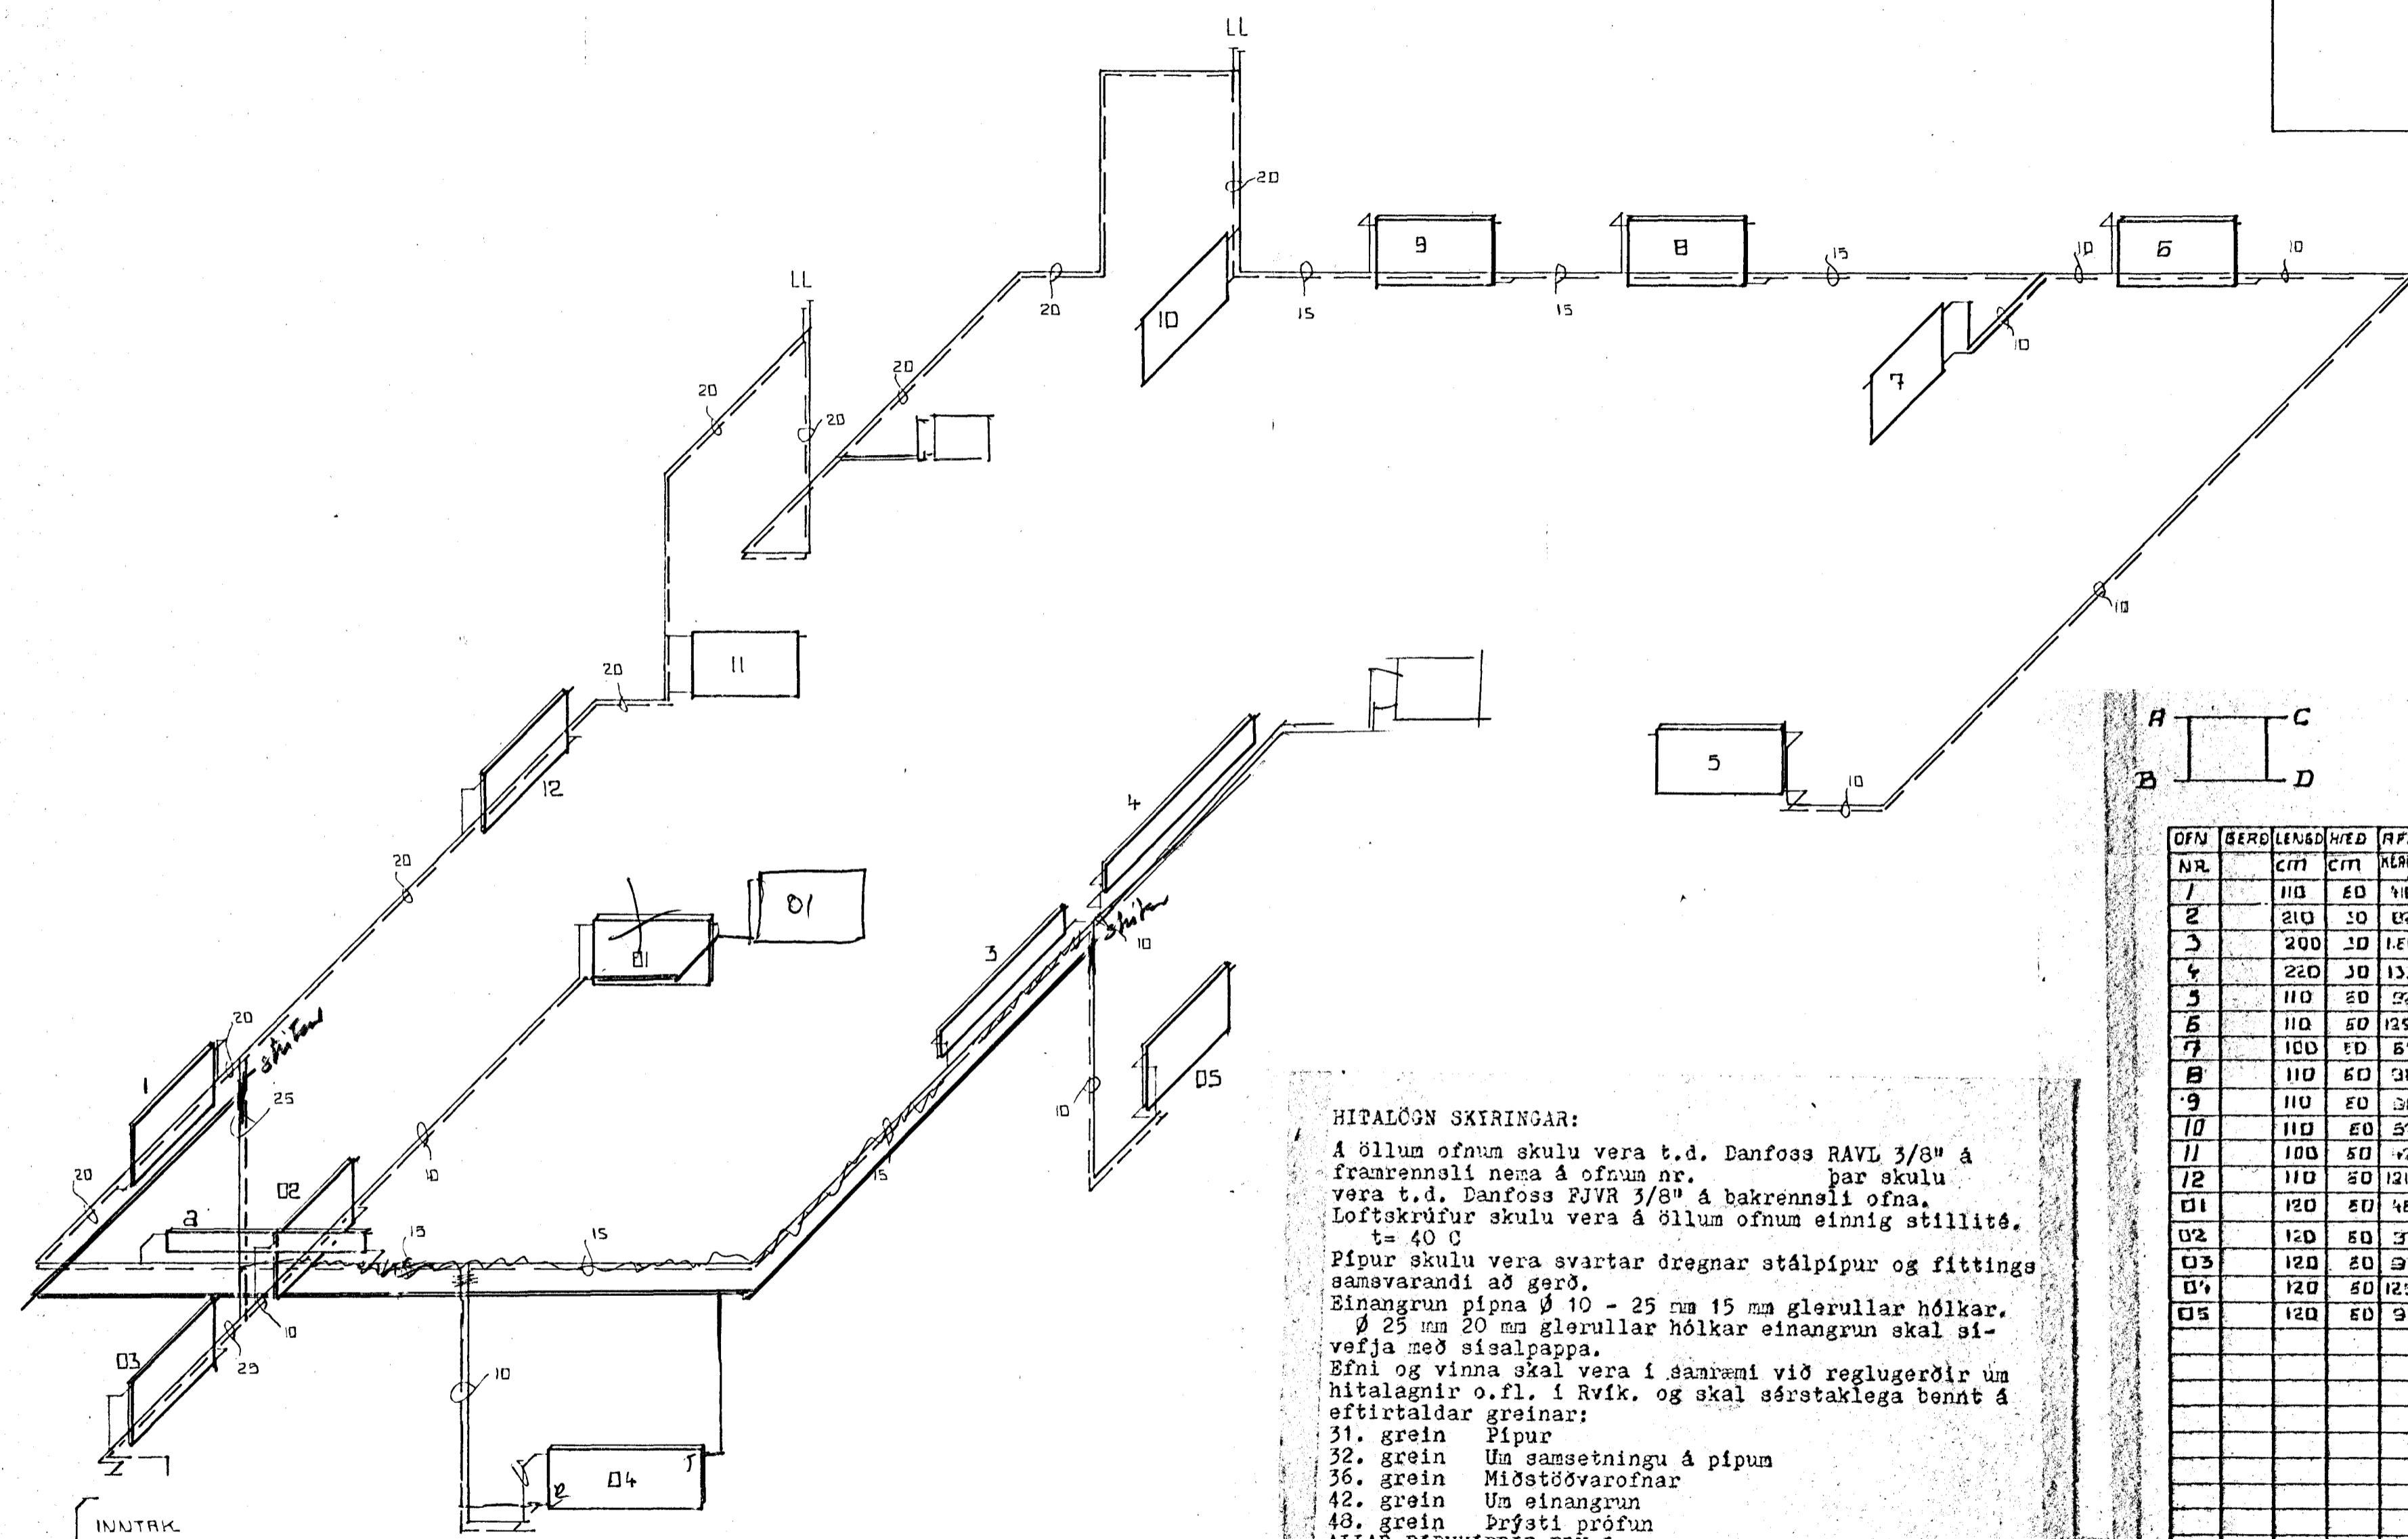 LL
20
9
8
15
10
6
10
LL
20
15
15
10
7
10
20
20
20
20
10
11
20
12
4
5
10
A C
B D
20
01
01
slitur
3
10
20
slitur
1
25
10
05
10
15
20
02
a
15
15
10
03
25
10
04
INNTAK
HITALÖGN SKÝRINGAR:
Á öllum ofnum skulu vera t.d. Danfoss RAVL 3/8" á
framrennsli nema á ofnum nr. þar skulu
vera t.d. Danfoss FJVR 3/8" á bakrennsli ofna.
Loftskrúfur skulu vera á öllum ofnum einnig stillité.
t= 40 C
Pípur skulu vera svartar dregnar stálpípur og fittings
samsvarandi að gerð.
Einangrun pípna Ø 10 - 25 mm 15 mm glerullar hólkar.
Ø 25 mm 20 mm glerullar hólkar einangrun skal sí-
vefja með sísalpappa.
Efni og vinna skal vera í samræmi við reglugerðir um
hitalagnir o.fl. í Rvík. og skal sérstaklega bennt á
eftirtaldar greinar:
31. grein Pípur
32. grein Um samsetningu á pípum
36. grein Miðstöðvarofnar
42. grein Um einangrun
48. grein Þrýsti prófun
OFN GERÐ LENGD HÆÐ
NR. cm cm
1 110 60
2 210 30
3 200 30
4 220 30
5 110 60
6 110 60
7 100 60
8 110 60
9 110 60
10 110 60
11 100 60
12 110 60
01 120 60
02 120 60
03 120 60
04 120 60
05 120 60